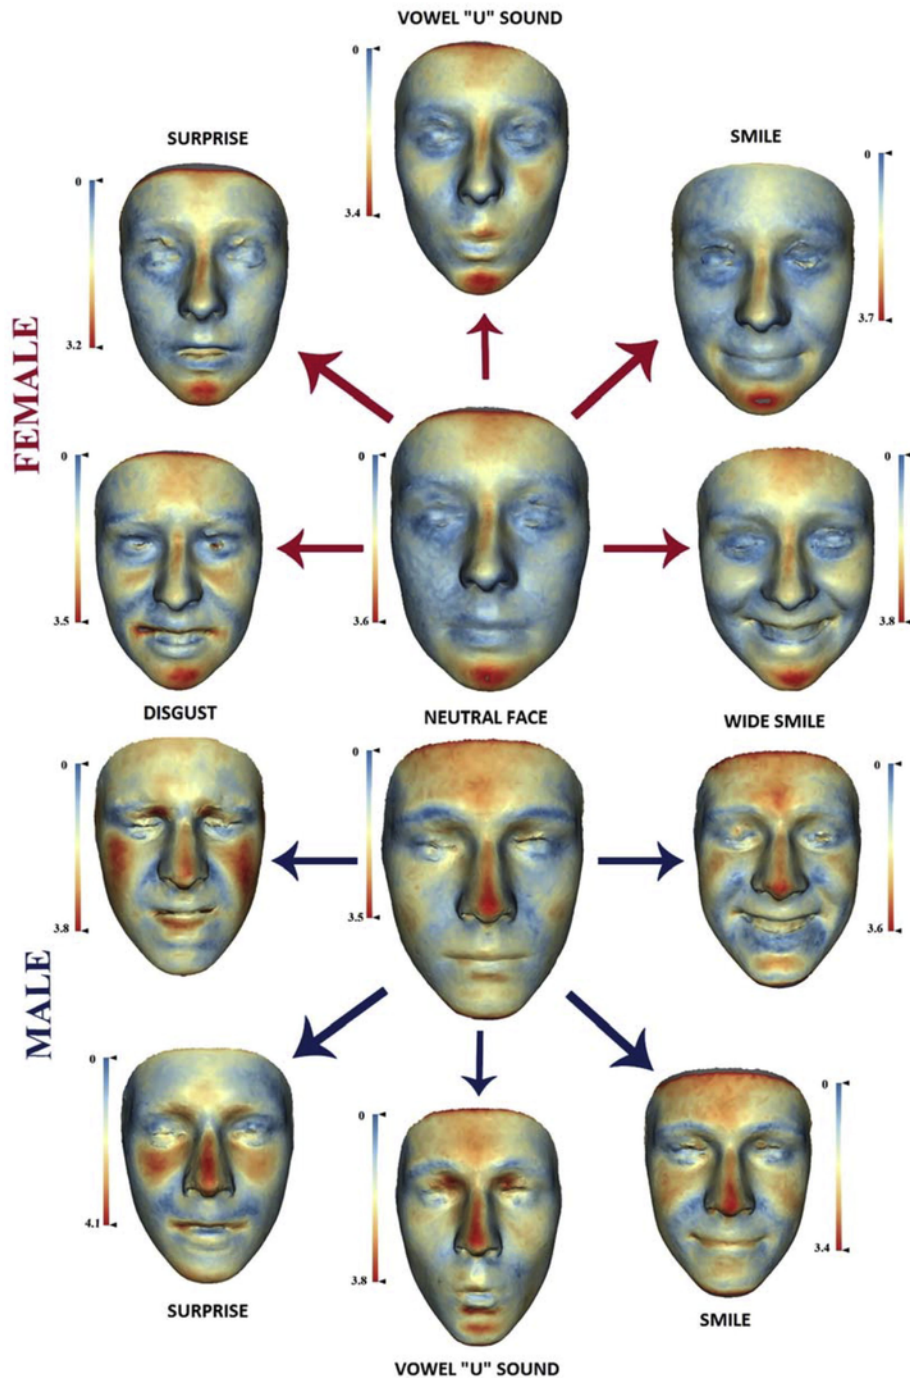 VOWEL "U" SOUND
0
3.4
SURPRISE
0
3.2
SMILE
0
3.7
FEMALE
0
3.5
0
3.6
0
3.8
DISGUST
NEUTRAL FACE
WIDE SMILE
0
3.8
0
3.5
0
3.6
MALE
0
4.1
0
3.8
0
3.4
SURPRISE
SMILE
VOWEL "U" SOUND